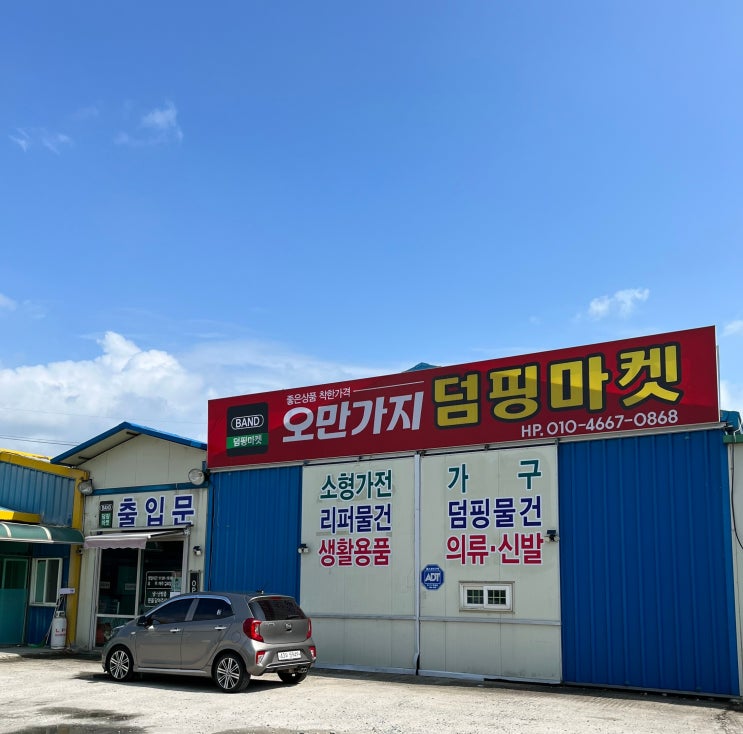 좋은상품 착한가격
BAND
덤핑마켓
오만가지 덤핑마켓
HP. 010-4667-0868
소형가전
리퍼물건
생활용품
가 구
덤핑물건
의류·신발
ADT
BAND
출입문